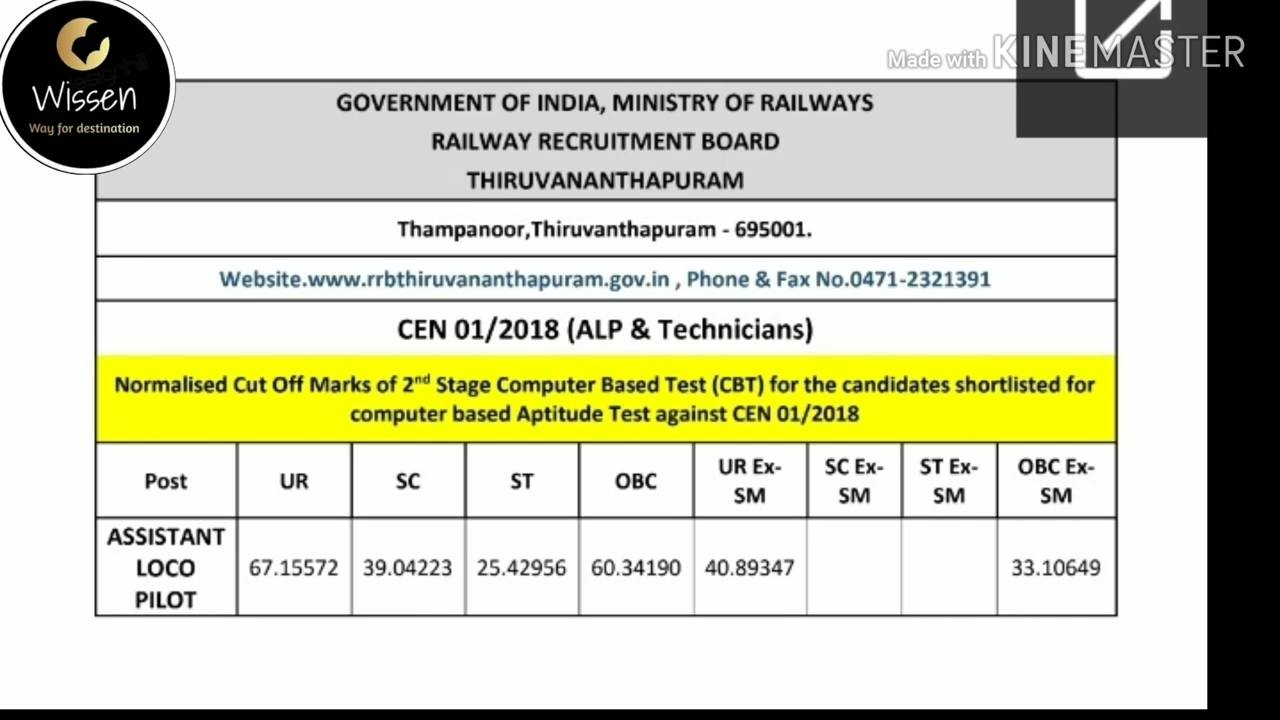 Wissen
Way for destination
Made with KINEMASTER
GOVERNMENT OF INDIA, MINISTRY OF RAILWAYS
RAILWAY RECRUITMENT BOARD
THIRUVANANTHAPURAM
Thampanoor,Thiruvanthapuram - 695001.
Website.www.rrbthiruvananthapuram.gov.in , Phone & Fax No.0471-2321391
CEN 01/2018 (ALP & Technicians)
Normalised Cut Off Marks of 2nd Stage Computer Based Test (CBT) for the candidates shortlisted for
computer based Aptitude Test against CEN 01/2018
Post UR SC ST OBC UR Ex-SM SC Ex-SM ST Ex-SM OBC Ex-SM
ASSISTANT LOCO PILOT 67.15572 39.04223 25.42956 60.34190 40.89347 33.10649